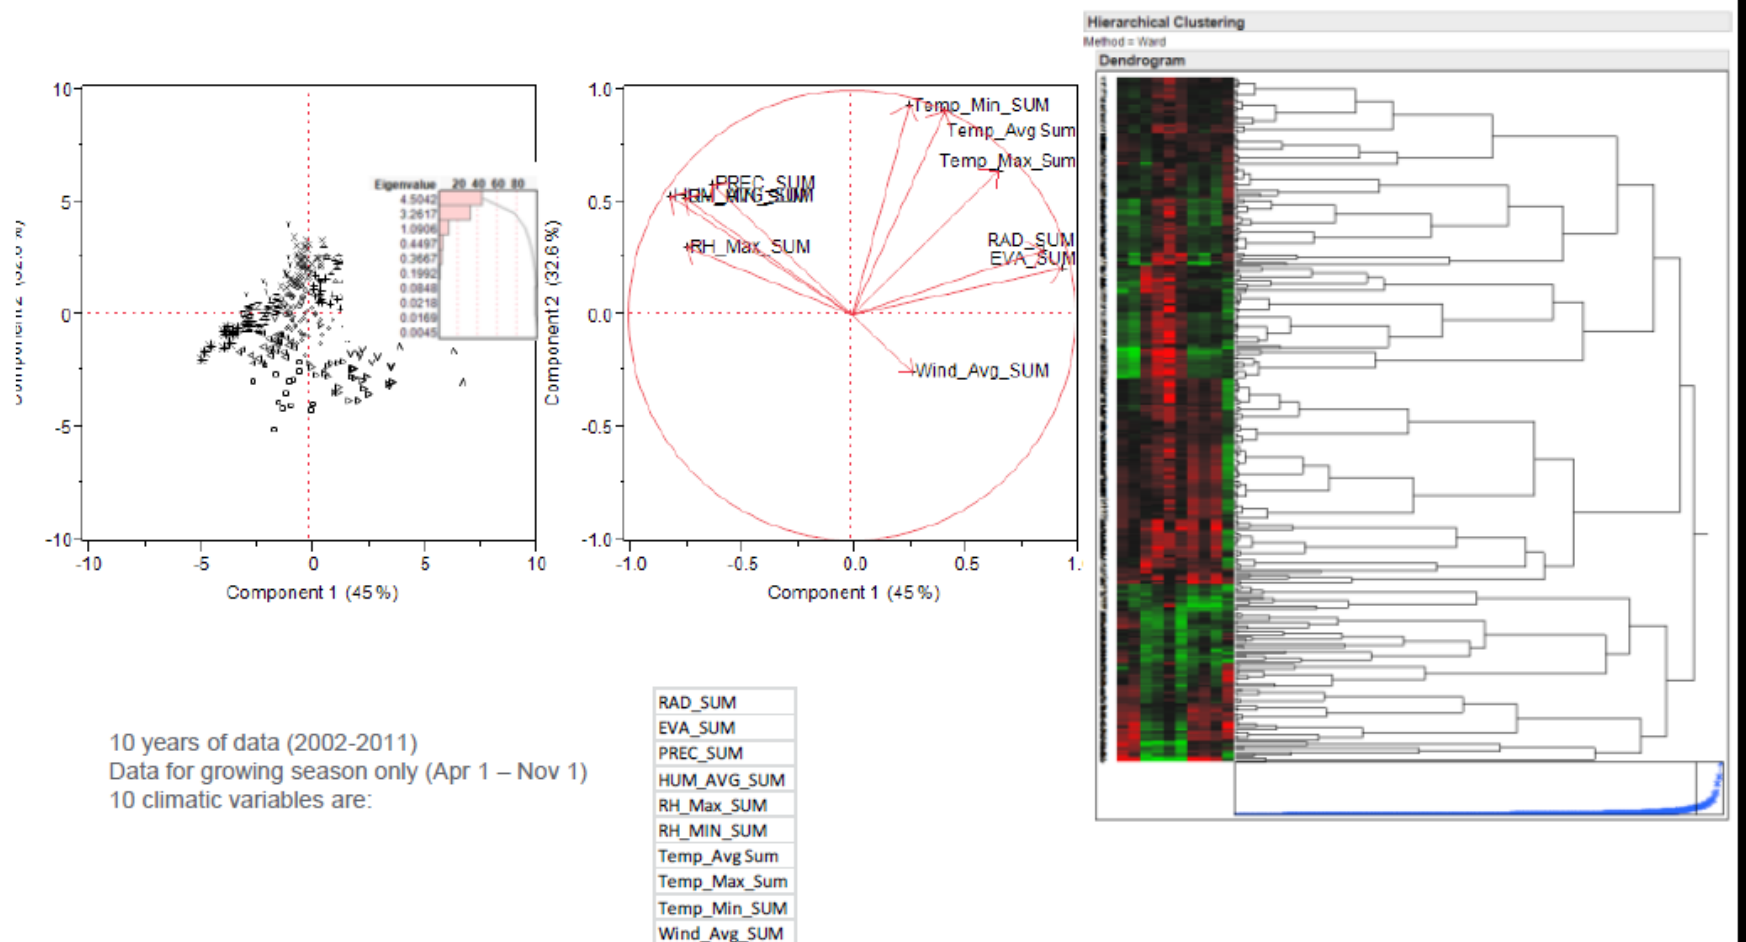 Hierarchical Clustering
Method = Ward
Dendrogram
10
5
0
-5
-10
-10
-5
0
5
10
Component 1 (45 %)
Eigenvalue
20 40 60 80
4.5042
3.2617
1.0906
0.4497
0.3667
0.1992
0.0848
0.0218
0.0169
0.0045
Component 2 (32.6 %)
1.0
0.5
0.0
-0.5
-1.0
-1.0
-0.5
0.0
0.5
1.
Component 1 (45 %)
Temp_Min_SUM
Temp_Avg Sum
Temp_Max_Sum
PREC_SUM
RH_Max_SUM
RAD_SUM
EVA_SUM
Wind_Avg_SUM
10 years of data (2002-2011)
Data for growing season only (Apr 1 – Nov 1)
10 climatic variables are:
RAD_SUM
EVA_SUM
PREC_SUM
HUM_AVG_SUM
RH_Max_SUM
RH_MIN_SUM
Temp_Avg Sum
Temp_Max_Sum
Temp_Min_SUM
Wind_Avg_SUM